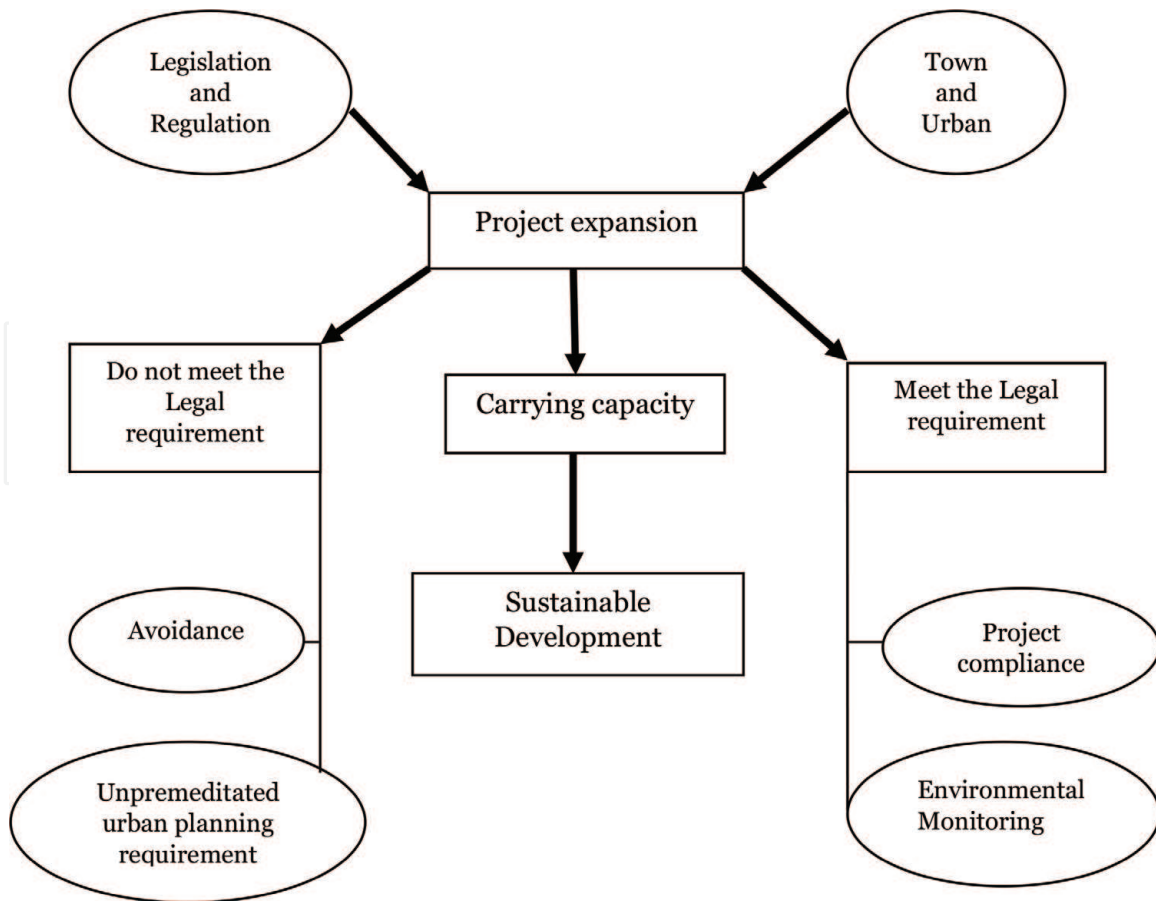 Legislation
and
Regulation
Town
and
Urban
Project expansion
Do not meet the
Legal
requirement
Carrying capacity
Meet the Legal
requirement
Sustainable
Development
Avoidance
Project
compliance
Unpremeditated
urban planning
requirement
Environmental
Monitoring